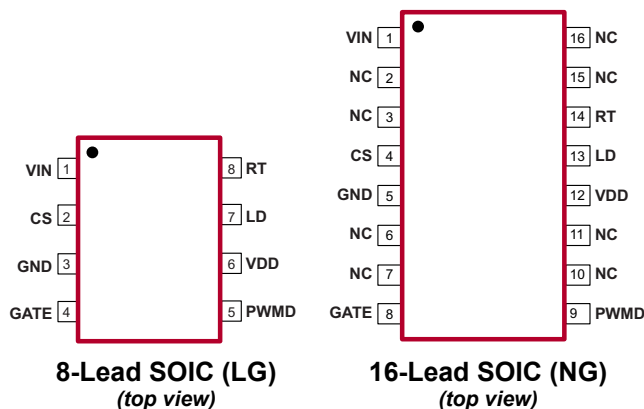 VIN 1
CS 2
GND 3
GATE 4
8 RT
7 LD
6 VDD
5 PWMD
8-Lead SOIC (LG)
(top view)
VIN 1
NC 2
NC 3
CS 4
GND 5
NC 6
NC 7
GATE 8
16 NC
15 NC
14 RT
13 LD
12 VDD
11 NC
10 NC
9 PWMD
16-Lead SOIC (NG)
(top view)